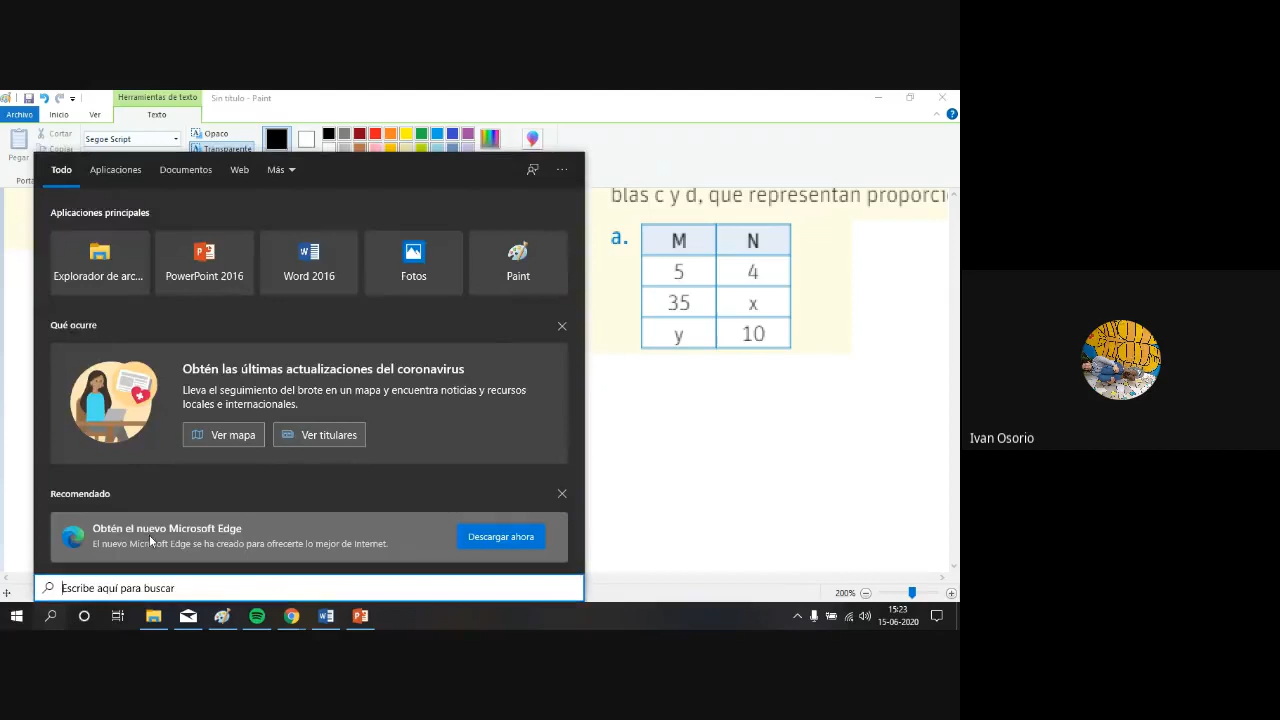 Herramientas de texto
Sin título - Paint
Archivo
Inicio
Ver
Texto
Pegar
Cortar
Copiar
Segoe Script
Opaco
Transparente
Todo
Aplicaciones
Documentos
Web
Más
Aplicaciones principales
Explorador de arc...
PowerPoint 2016
Word 2016
Fotos
Paint
Qué ocurre
Obtén las últimas actualizaciones del coronavirus
Lleva el seguimiento del brote en un mapa y encuentra noticias y recursos
locales e internacionales.
Ver mapa
Ver titulares
Recomendado
Obtén el nuevo Microsoft Edge
El nuevo Microsoft Edge se ha creado para ofrecerte lo mejor de Internet.
Descargar ahora
Escribe aquí para buscar
blas c y d, que representan proporci
a.
M N
5 4
35 x
y 10
200%
15:23
15-06-2020
Ivan Osorio